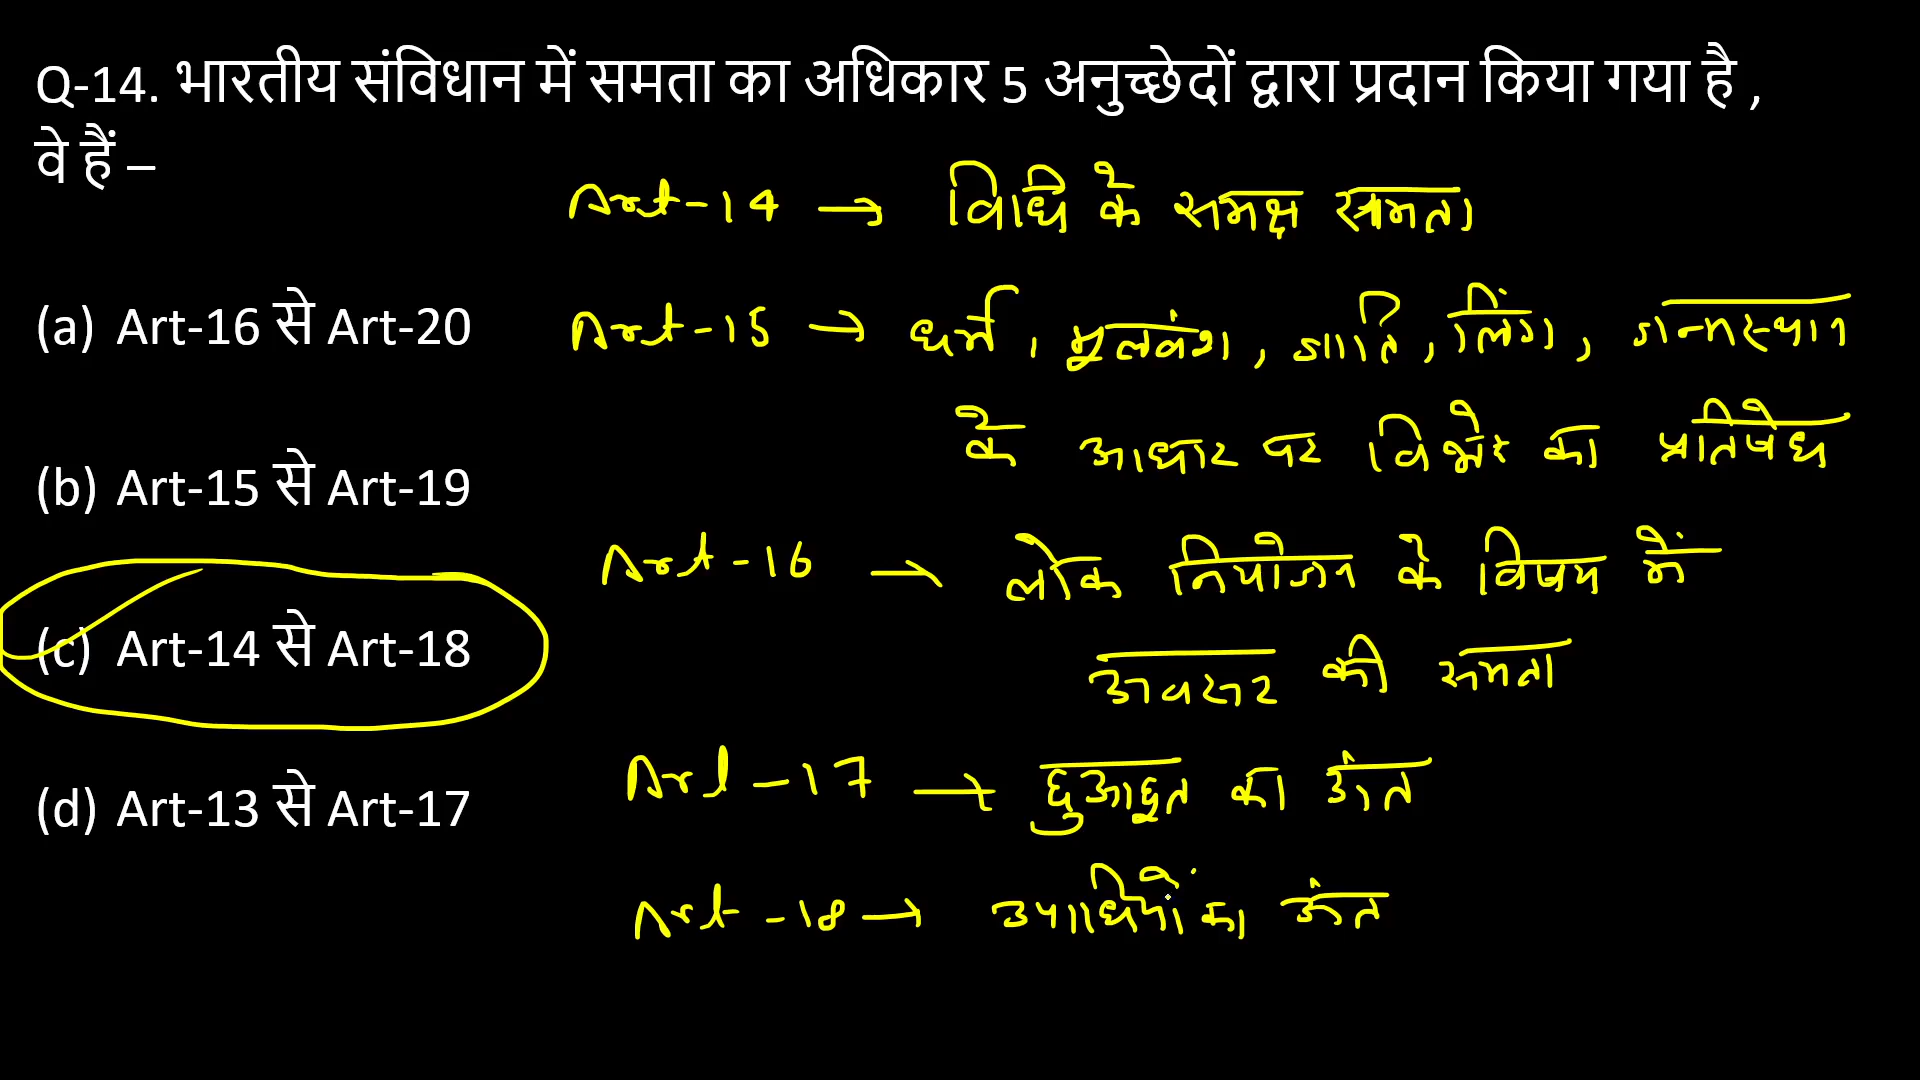 Q-14. भारतीय संविधान में समता का अधिकार 5 अनुच्छेदों द्वारा प्रदान किया गया है ,
वे हैं –
Art-14 → विधि के समक्ष समता
(a) Art-16 से Art-20
Art-15 → धर्म, मुलवंश, जाति, लिंग, जन्मस्थान
के आधार पर विभेद का प्रतिषेध
(b) Art-15 से Art-19
Art-16 → लोक नियोजन के विषय में
(c) Art-14 से Art-18
अवसर की समता
Art-17 → छुआछूत का अंत
(d) Art-13 से Art-17
Art-18 → उपाधियों का अंत